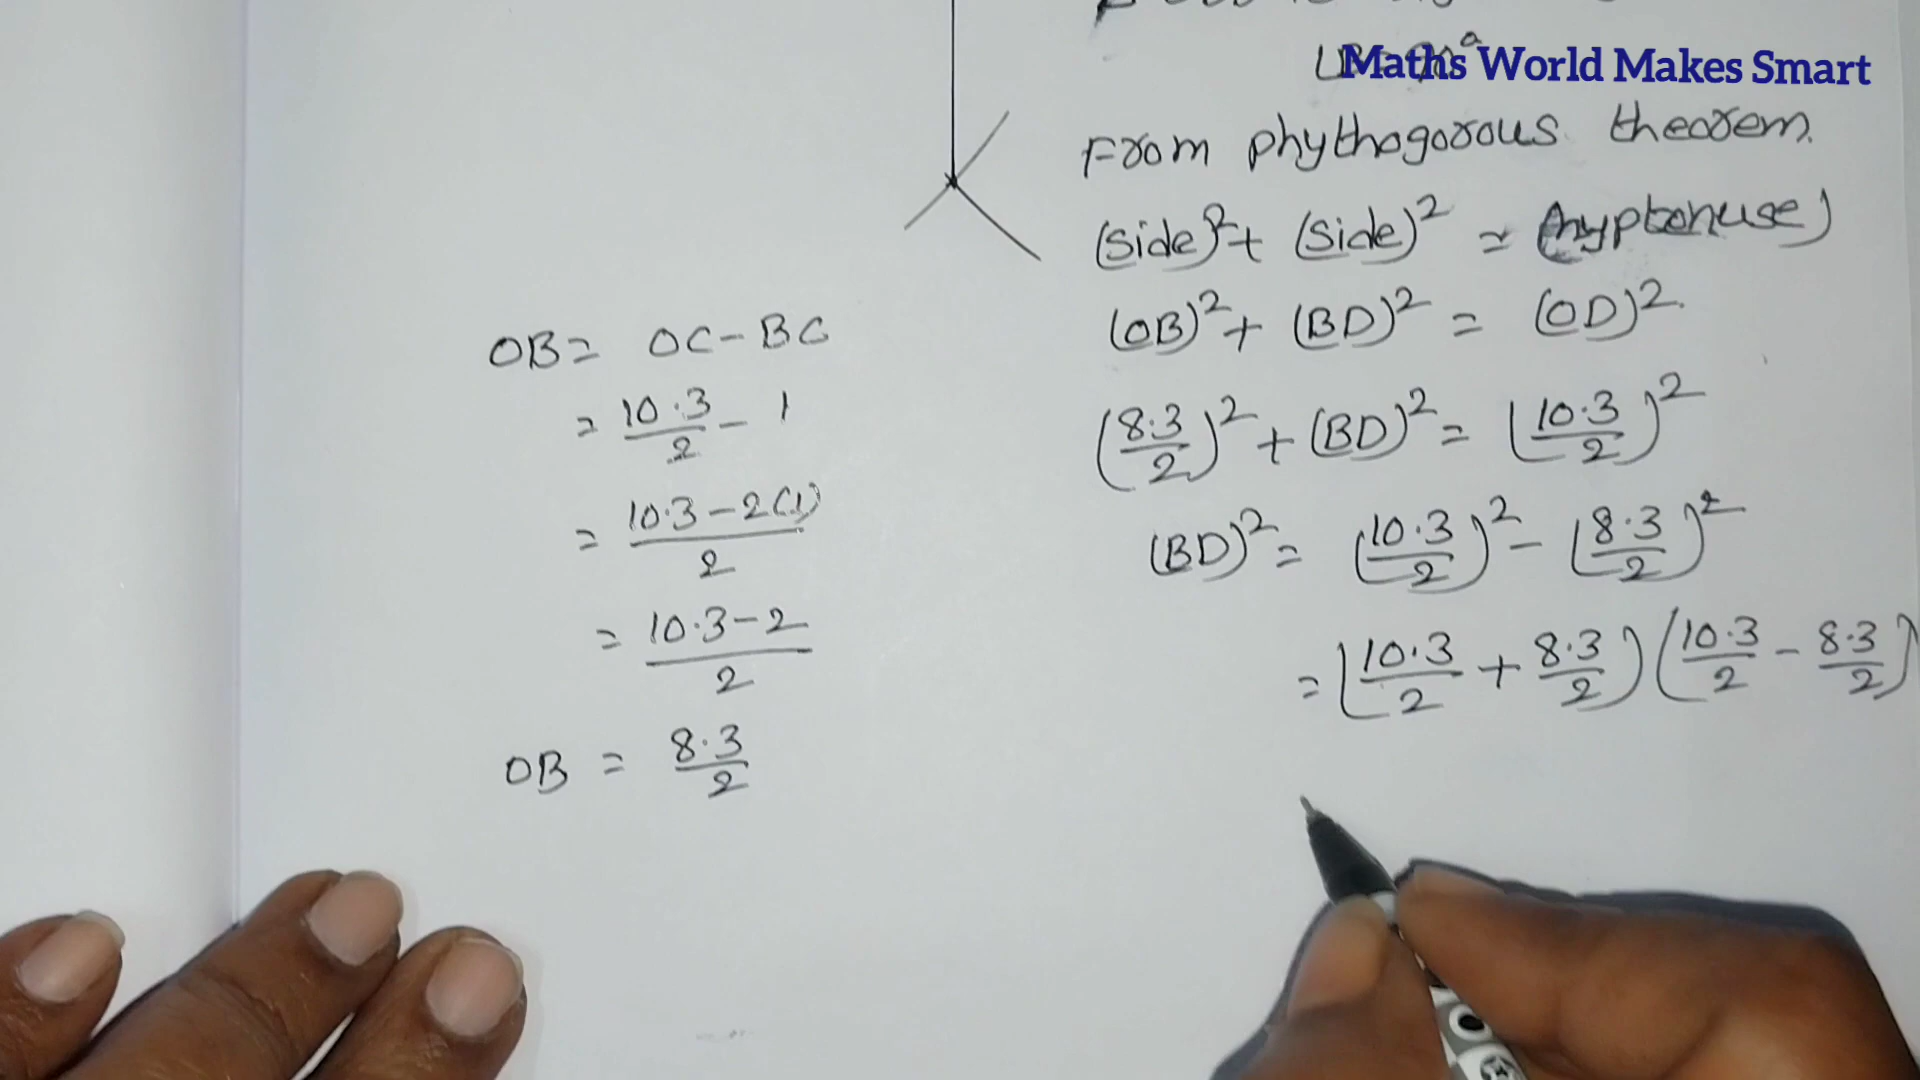 Maths World Makes Smart
From phythogorous theorem.
(side)²+ (side)² = (hyptenuse)
(OB)²+ (BD)² = (OD)².
(8.3/2)² + (BD)² = (10.3/2)²
(BD)² = (10.3/2)² - (8.3/2)²
= (10.3/2 + 8.3/2) (10.3/2 - 8.3/2)
OB = OC - BC
= 10.3/2 - 1
= 10.3-2(1)/2
= 10.3-2/2
OB = 8.3/2